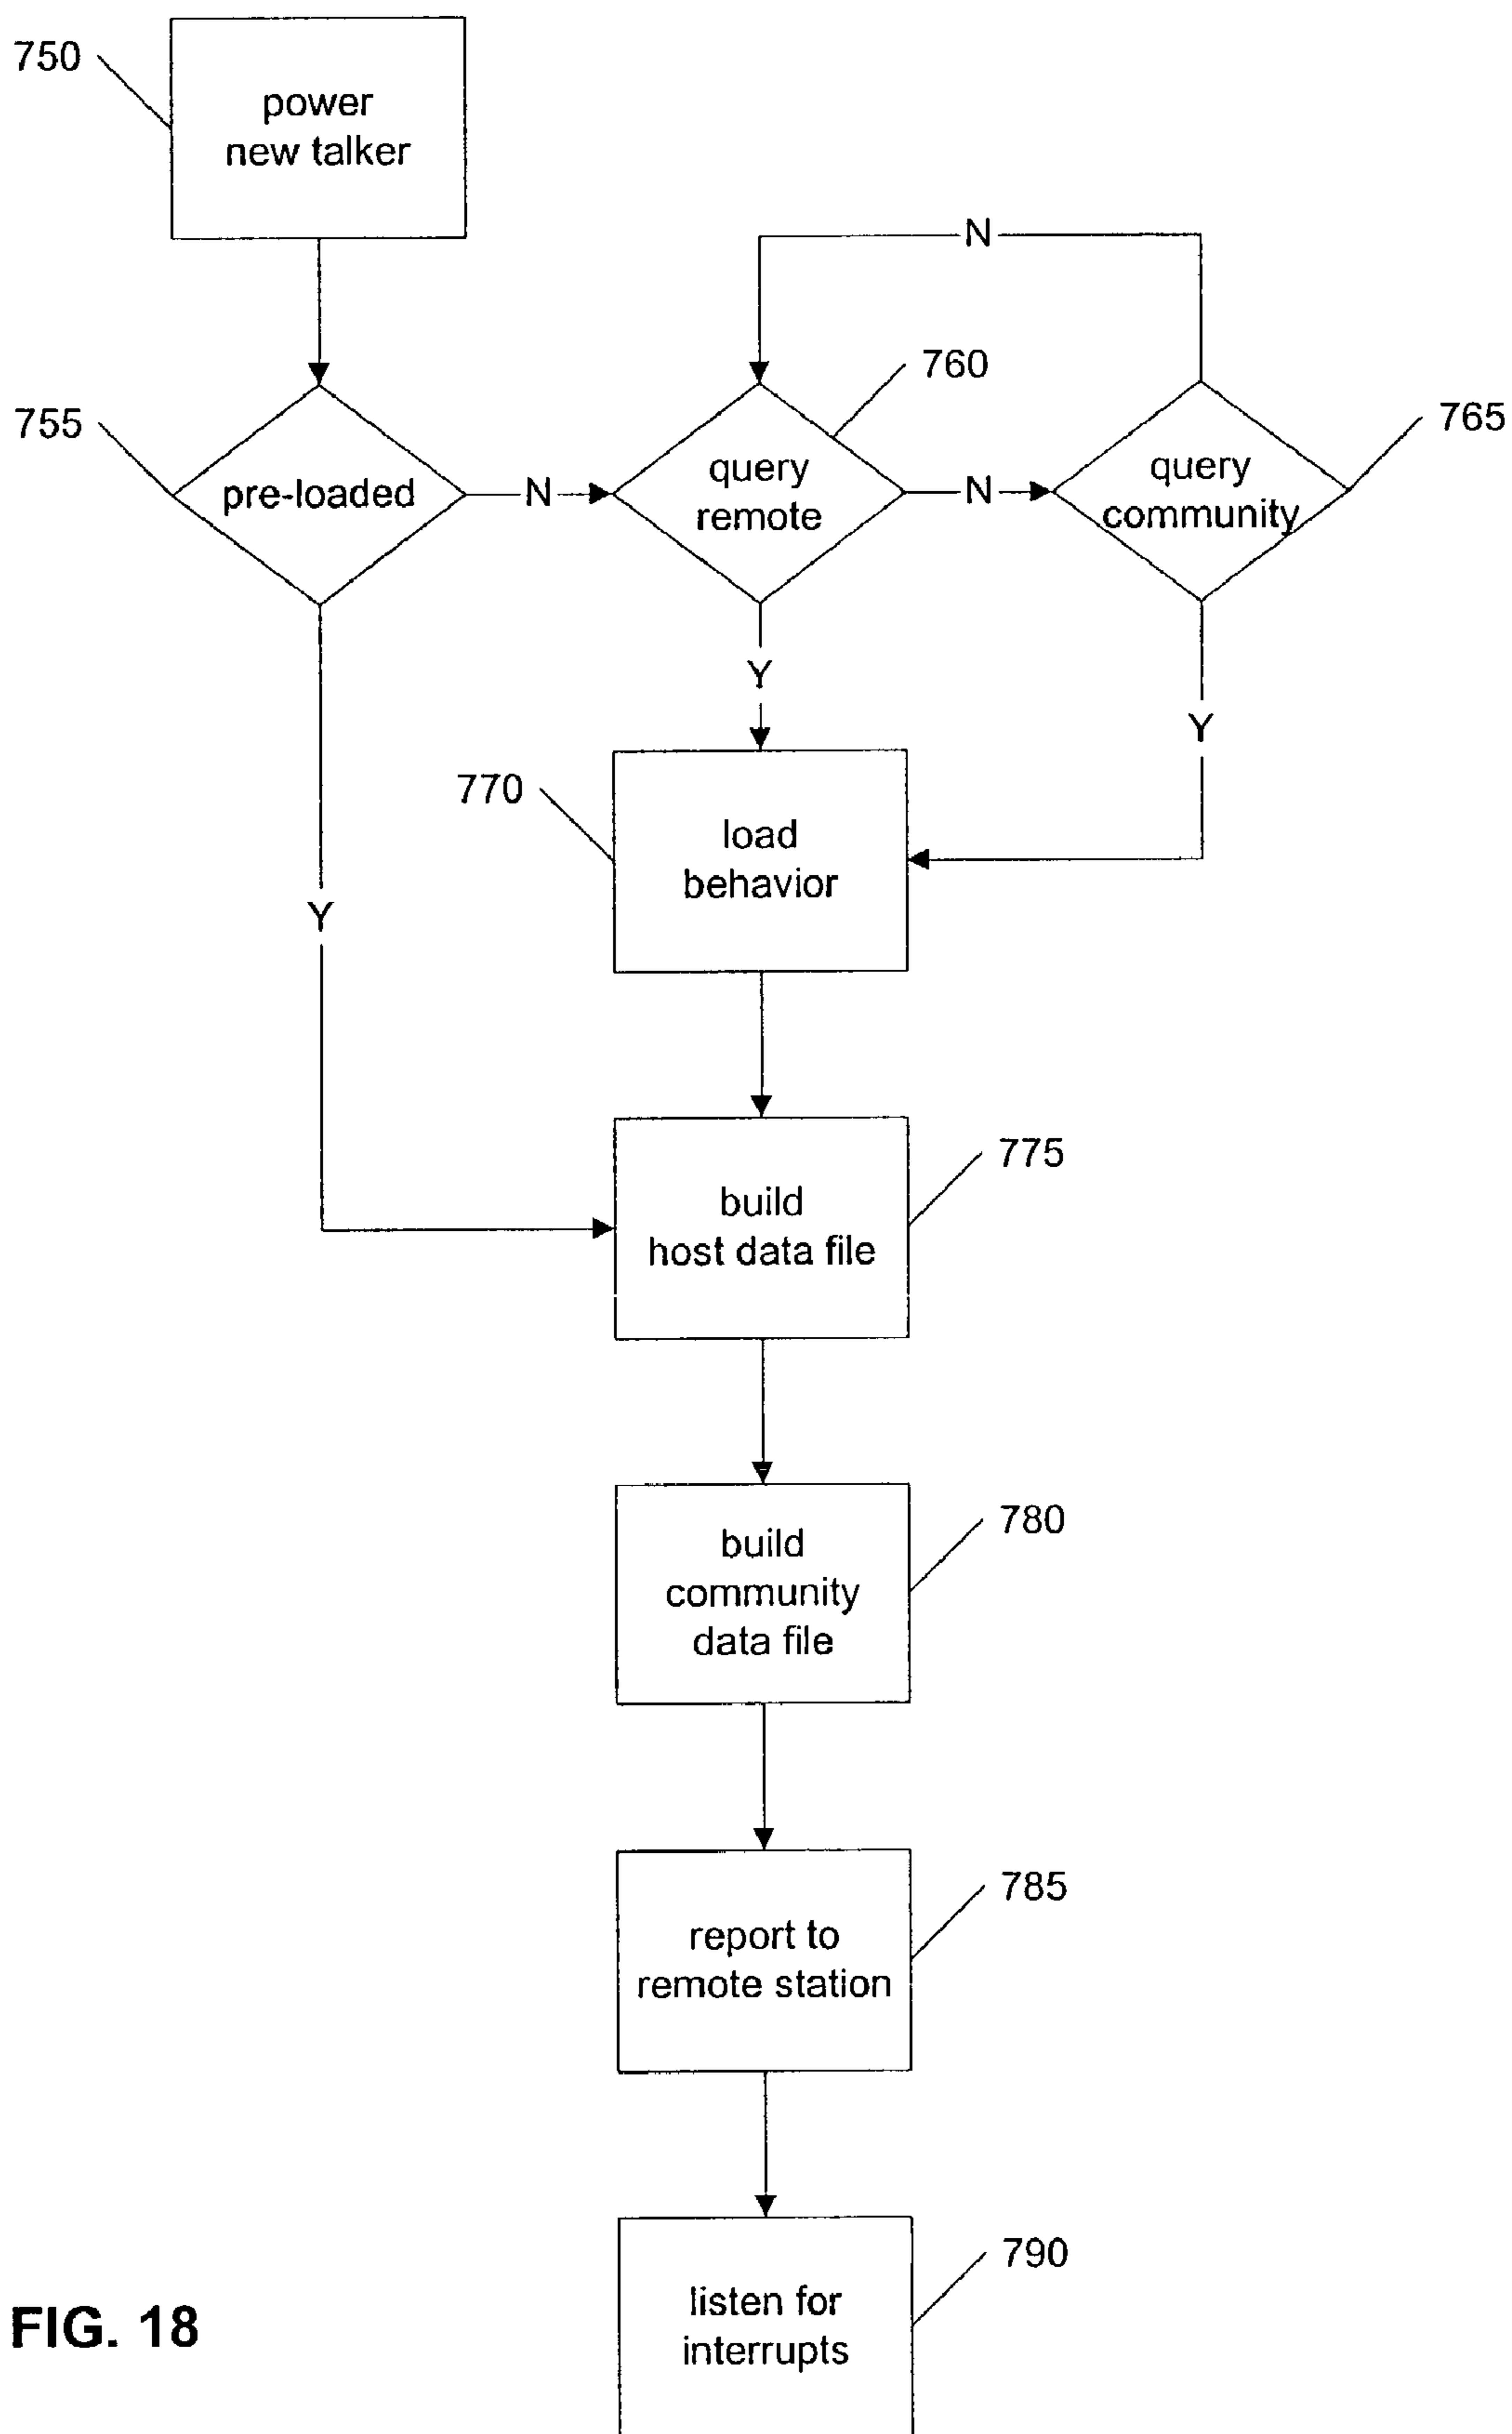 750
power
new talker
N
760
755
pre-loaded
N
query
remote
N
query
community
765
Y
Y
770
load
behavior
Y
775
build
host data file
780
build
community
data file
785
report to
remote station
790
listen for
interrupts
FIG. 18